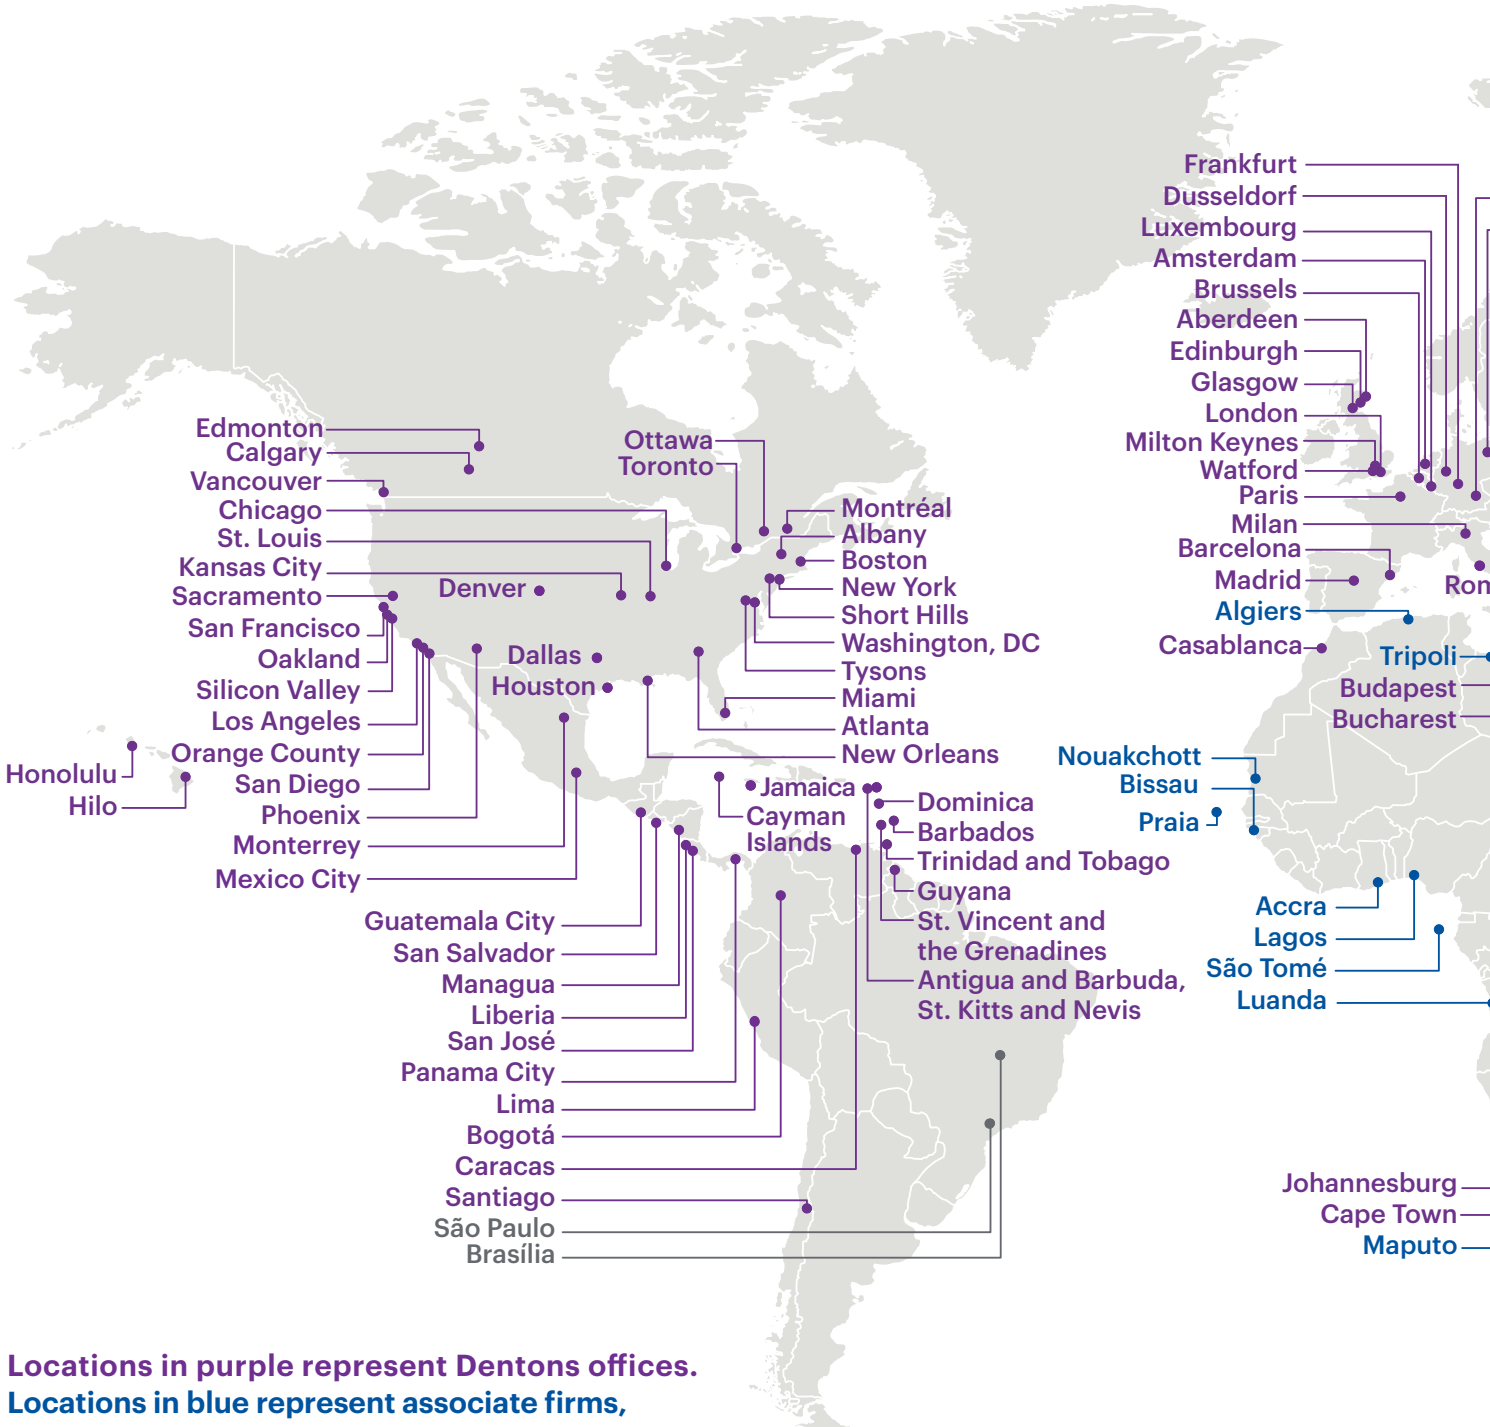 Frankfurt
Dusseldorf
Luxembourg
Amsterdam
Brussels
Aberdeen
Edinburgh
Glasgow
London
Milton Keynes
Watford
Paris
Milan
Barcelona
Madrid
Rom
Algiers
Casablanca
Tripoli
Budapest
Bucharest
Edmonton
Calgary
Vancouver
Chicago
St. Louis
Kansas City
Sacramento
San Francisco
Oakland
Silicon Valley
Los Angeles
Orange County
San Diego
Phoenix
Monterrey
Mexico City
Honolulu
Hilo
Denver
Dallas
Houston
Ottawa
Toronto
Montréal
Albany
Boston
New York
Short Hills
Washington, DC
Tysons
Miami
Atlanta
New Orleans
Jamaica
Cayman
Islands
Dominica
Barbados
Trinidad and Tobago
Guyana
St. Vincent and
the Grenadines
Antigua and Barbuda,
St. Kitts and Nevis
Guatemala City
San Salvador
Managua
Liberia
San José
Panama City
Lima
Bogotá
Caracas
Santiago
São Paulo
Brasília
Nouakchott
Bissau
Praia
Accra
Lagos
São Tomé
Luanda
Johannesburg
Cape Town
Maputo
Locations in purple represent Dentons offices.
Locations in blue represent associate firms,